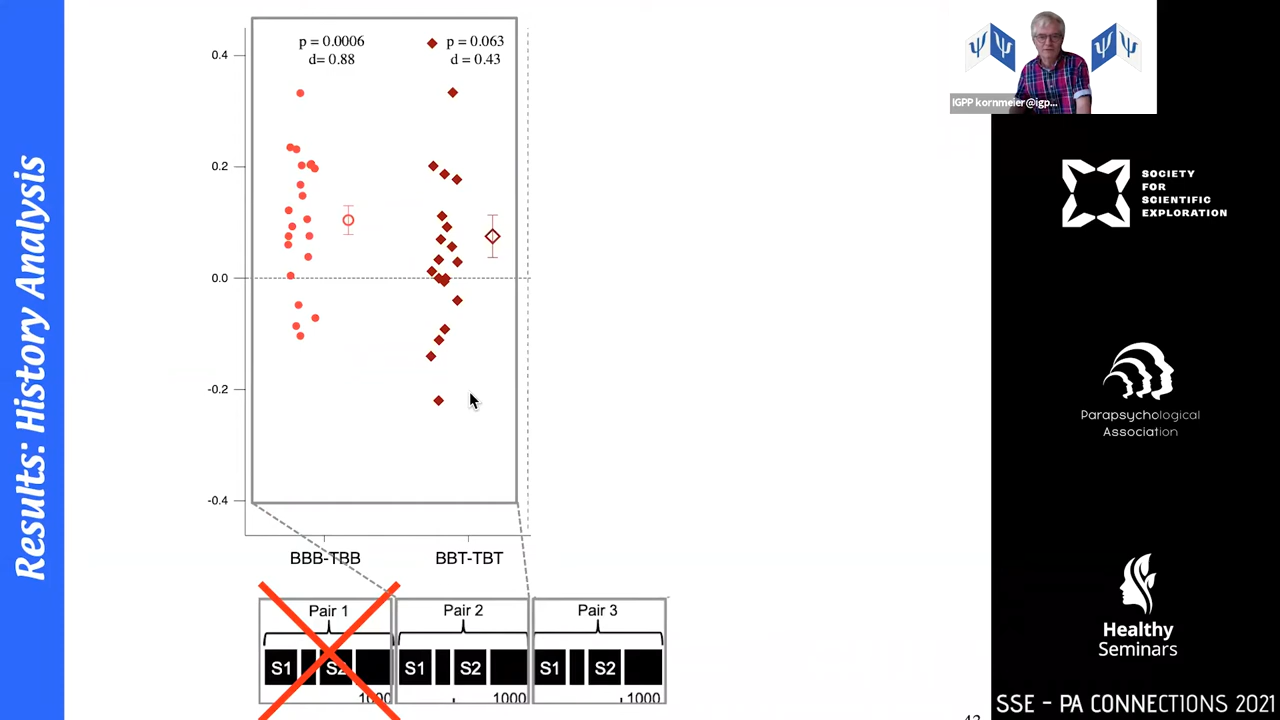 Results: History Analysis
p = 0.0006
d= 0.88
p = 0.063
d = 0.43
0.4
0.2
0.0
-0.2
-0.4
BBB-TBB
BBT-TBT
Pair 1
Pair 2
Pair 3
S1
S2
1000
S1
S2
1000
S1
S2
1000
IGPP kornmeier@igp...
SOCIETY
FOR
SCIENTIFIC
EXPLORATION
Parapsychological
Association
Healthy
Seminars
SSE - PA CONNECTIONS 2021